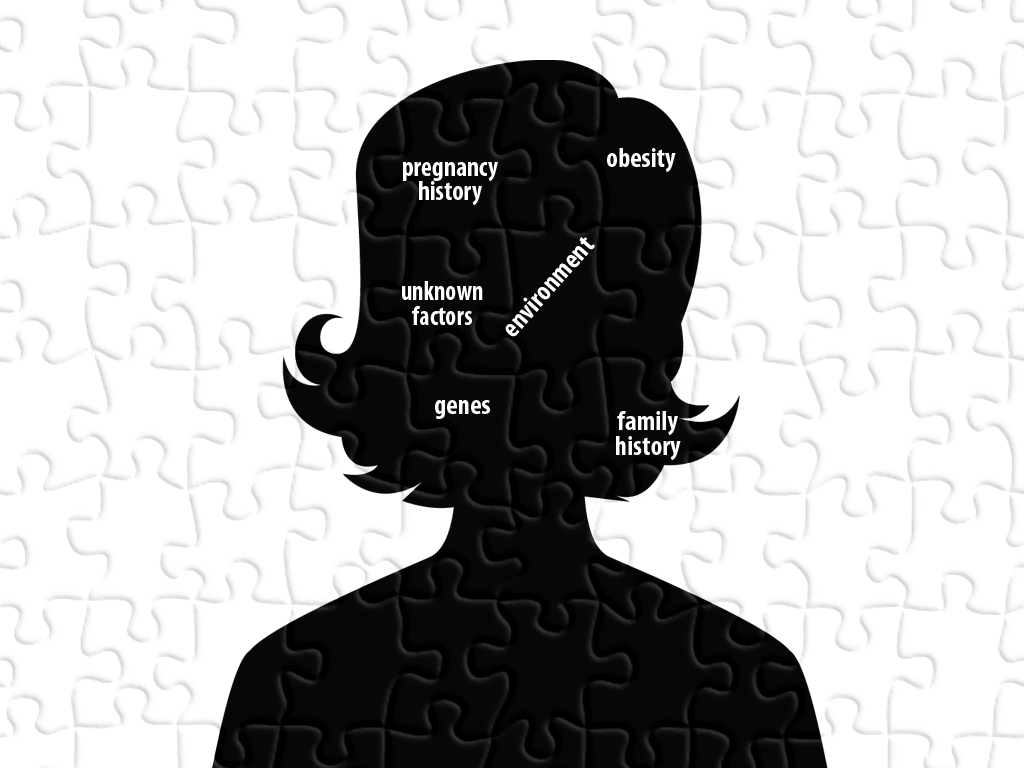 pregnancy
history
obesity
unknown
factors
environment
genes
family
history